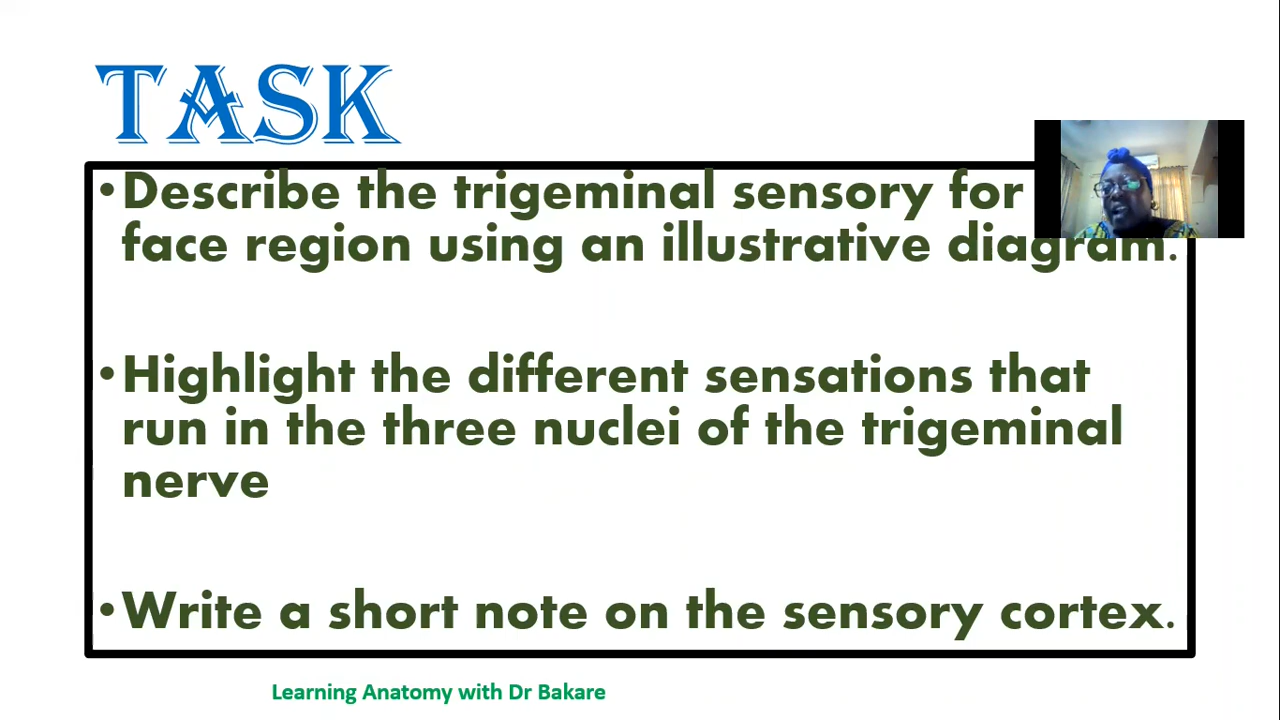 TASK
•Describe the trigeminal sensory for
face region using an illustrative diagram.
•Highlight the different sensations that
run in the three nuclei of the trigeminal
nerve
•Write a short note on the sensory cortex.
Learning Anatomy with Dr Bakare